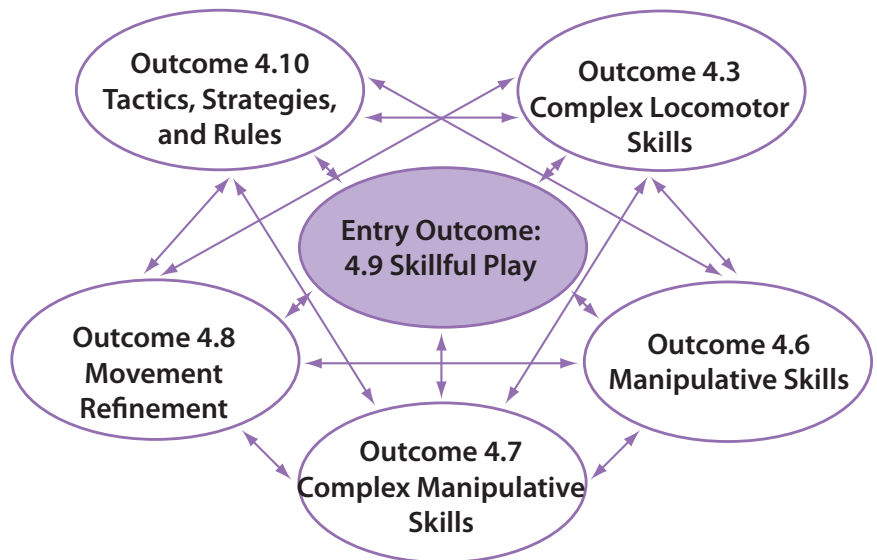 Outcome 4.10
Tactics, Strategies,
and Rules
Outcome 4.3
Complex Locomotor
Skills
Entry Outcome:
4.9 Skillful Play
Outcome 4.8
Movement
Refinement
Outcome 4.6
Manipulative Skills
Outcome 4.7
Complex Manipulative
Skills